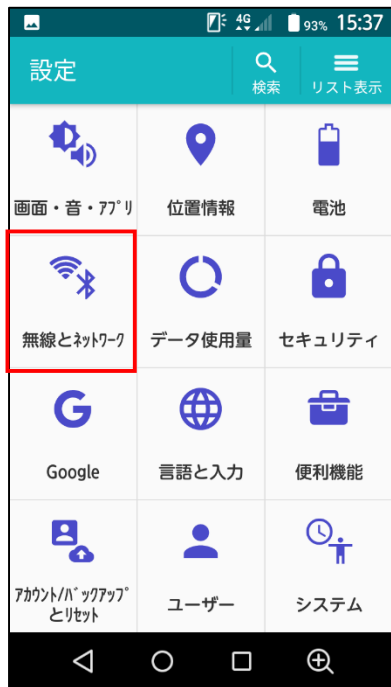 4G 93% 15:37
設定
検索 リスト表示
画面・音・ｱﾌﾟﾘ 位置情報 電池
無線とﾈｯﾄﾜｰｸ データ使用量 セキュリティ
Google 言語と入力 便利機能
ｱｶｳﾝﾄ/ﾊﾞｯｸｱｯﾌﾟ
とﾘｾｯﾄ ユーザー システム